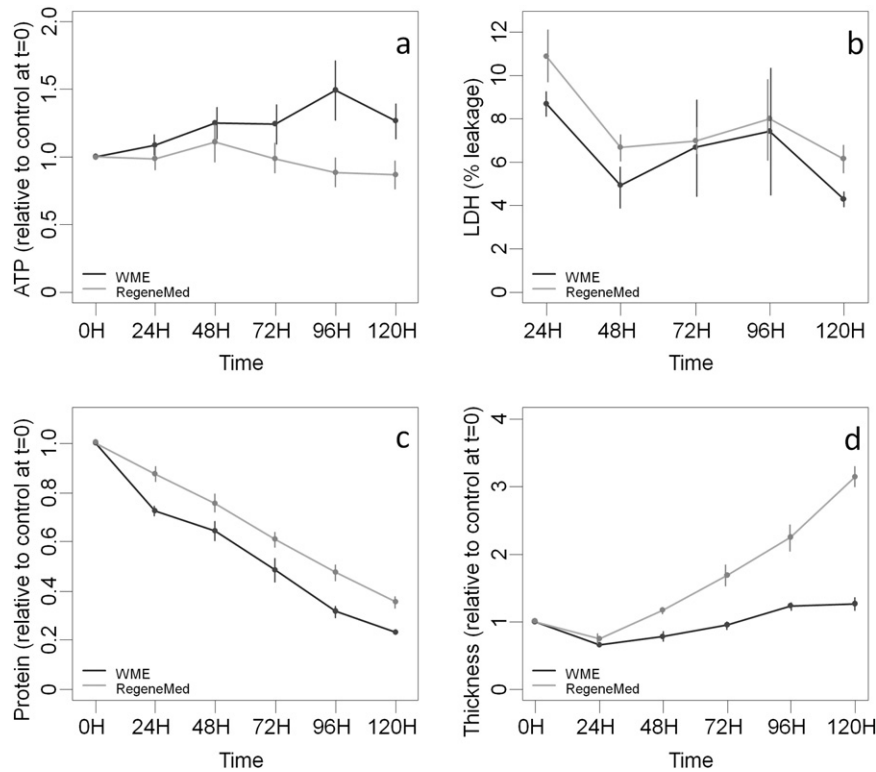 ATP (relative to control at t=0)
2.0
1.5
1.0
0.5
0
a
WME
RegeneMed
0H 24H 48H 72H 96H 120H
Time
LDH (% leakage)
12
10
8
6
4
2
0
b
WME
RegeneMed
24H 48H 72H 96H 120H
Time
Protein (relative to control at t=0)
1.0
0.8
0.6
0.4
0.2
0
c
WME
RegeneMed
0H 24H 48H 72H 96H 120H
Time
Thickness (relative to control at t=0)
4
3
2
1
0
d
WME
RegeneMed
0H 24H 48H 72H 96H 120H
Time